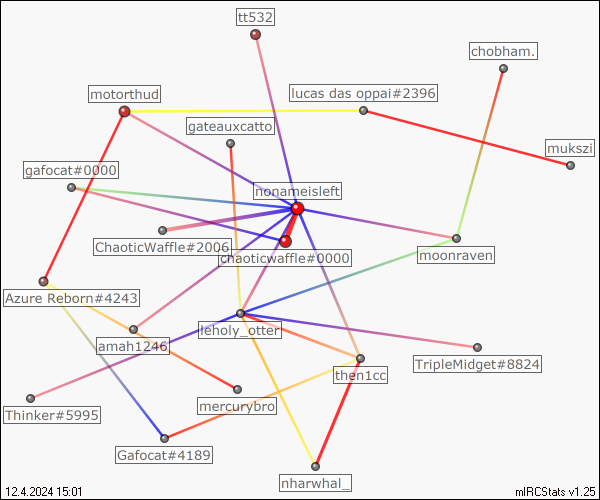 tt532
chobham.
motorthud
lucas das oppai#2396
gateauxcatto
mukszi
gafocat#0000
nonameisleft
ChaoticWaffle#2006
chaoticwaffle#0000
moonraven
Azure Reborn#4243
leholy_otter
amah1246
TripleMidget#8824
then1cc
mercurybro
Thinker#5995
Gafocat#4189
nharwhal_
12.4.2024 15:01
mIRCStats v1.25